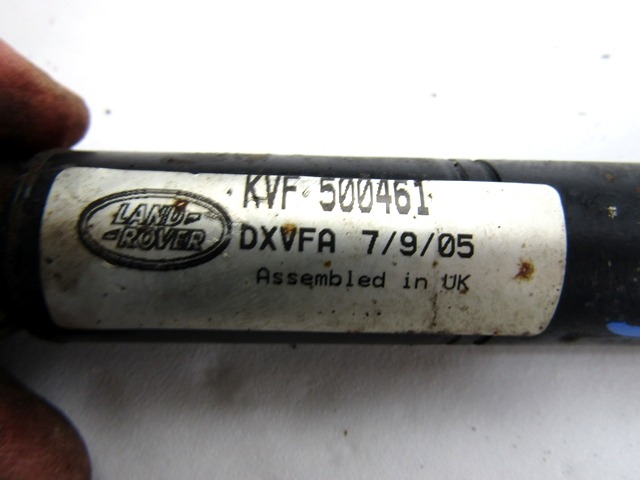 LAND-
-ROVER
KVF 500461
DXVFA 7/9/05
Assembled in UK